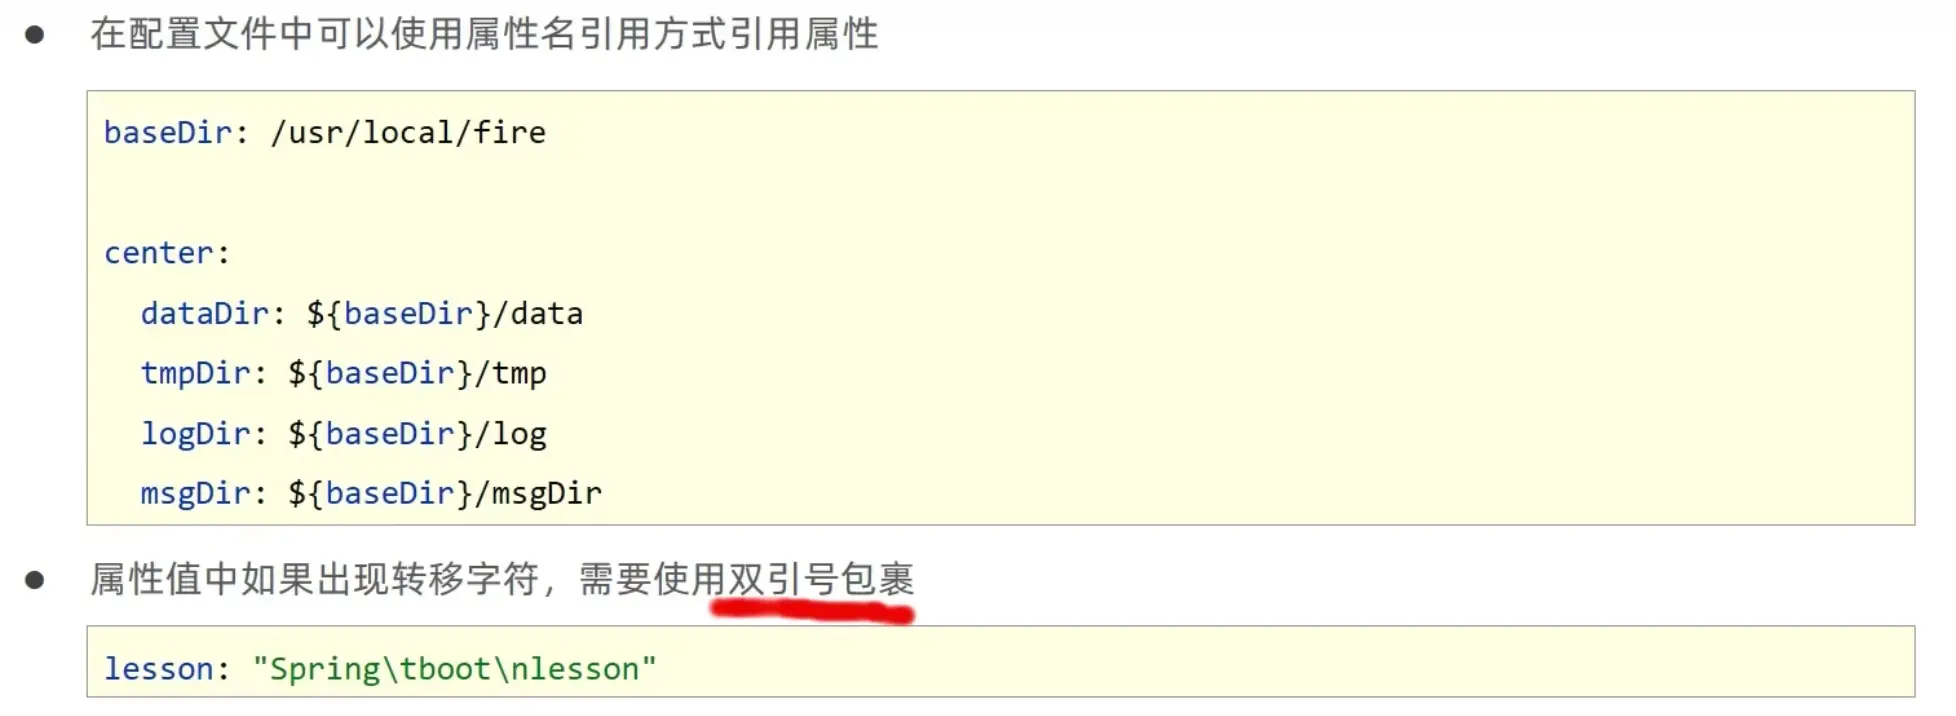 ● 在配置文件中可以使用属性名引用方式引用属性
baseDir: /usr/local/fire
center:
  dataDir: ${baseDir}/data
  tmpDir: ${baseDir}/tmp
  logDir: ${baseDir}/log
  msgDir: ${baseDir}/msgDir
● 属性值中如果出现转移字符，需要使用双引号包裹
lesson: "Spring\tboot\nlesson"